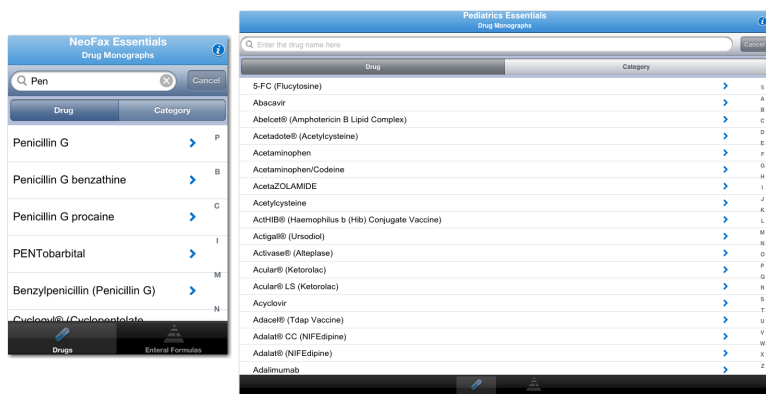 NeoFax Essentials
Drug Monographs
Pen
Cancel
Drug
Category
Penicillin G
Penicillin G benzathine
Penicillin G procaine
PENTobarbital
Benzylpenicillin (Penicillin G)
Cyclogyl® (Cyclopentolate
P
B
C
I
M
N
Drugs
Enteral Formulas
Pediatrics Essentials
Drug Monographs
Enter the drug name here
Cancel
Drug
Category
5-FC (Flucytosine)
Abacavir
Abelcet® (Amphotericin B Lipid Complex)
Acetadote® (Acetylcysteine)
Acetaminophen
Acetaminophen/Codeine
AcetaZOLAMIDE
Acetylcysteine
ActHIB® (Haemophilus b (Hib) Conjugate Vaccine)
Actigall® (Ursodiol)
Activase® (Alteplase)
Acular® (Ketorolac)
Acular® LS (Ketorolac)
Acyclovir
Adacel® (Tdap Vaccine)
Adalat® CC (NIFEdipine)
Adalat® (NIFEdipine)
Adalimumab
5
A
B
C
D
E
F
G
H
I
J
K
L
M
N
O
P
Q
R
S
T
U
V
W
X
Z